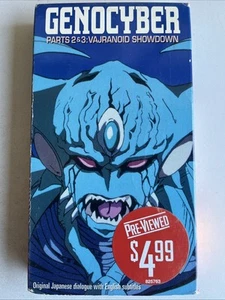 GENOCYBER
PARTS 2&3: VAJRANOID SHOWDOWN
PRE-VIEWED
$4.99
Original Japanese dialogue with English subtitles